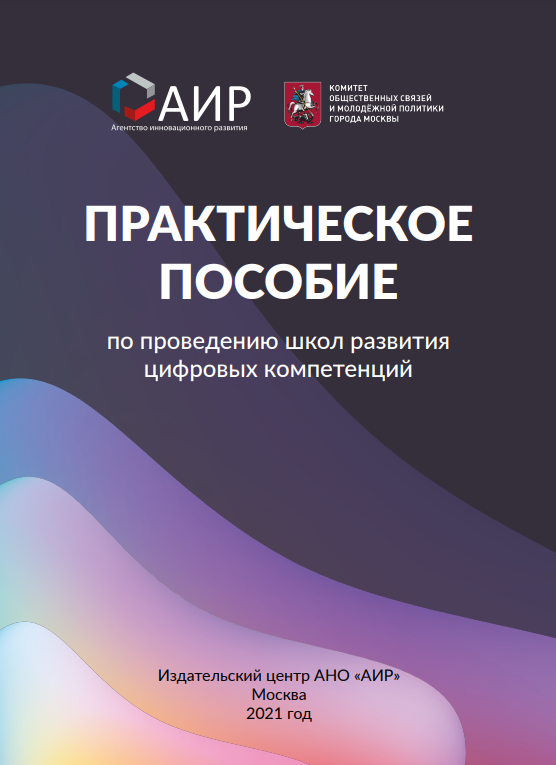 АИР
Агентство инновационного развития
КОМИТЕТ
ОБЩЕСТВЕННЫХ СВЯЗЕЙ
И МОЛОДЁЖНОЙ ПОЛИТИКИ
ГОРОДА МОСКВЫ
ПРАКТИЧЕСКОЕ
ПОСОБИЕ
по проведению школ развития
цифровых компетенций
Издательский центр АНО «АИР»
Москва
2021 год